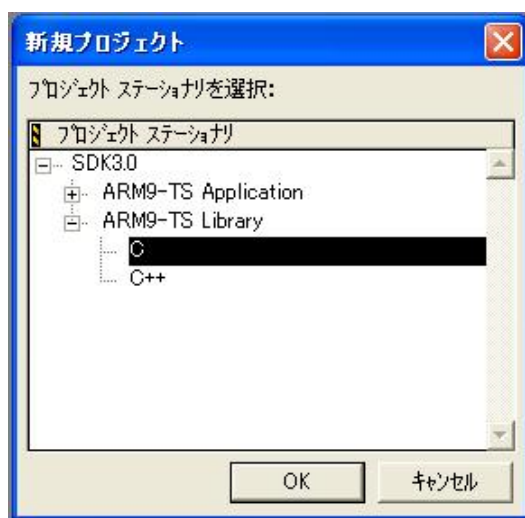 新規プロジェクト
プロジェクト ステーショナリを選択:
プロジェクト ステーショナリ
SDK3.0
ARM9-TS Application
ARM9-TS Library
C
C++
OK
キャンセル